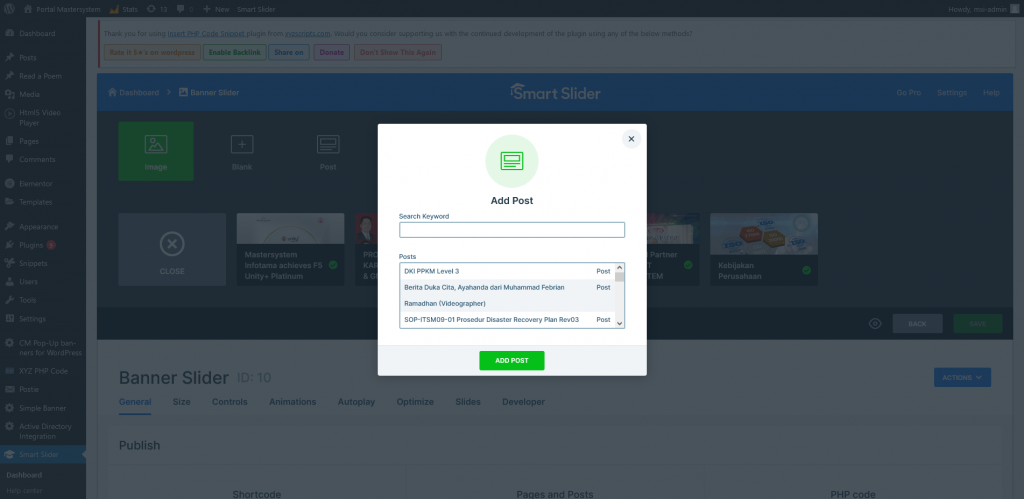 Portal Mastersystem
Stats
13
New
Smart Slider
Howdy, ms-admin
Dashboard
Posts
Read a Poem
Media
Html5 Video
Player
Pages
Comments
Elementor
Templates
Appearance
Plugins
Snippets
Users
Tools
Settings
CM Pop-Up ban-
ners for WordPress
XYZ PHP Code
Postie
Simple Banner
Active Directory
Integration
Smart Slider
Dashboard
Help center
Thank you for using Insert PHP Code Snippet plugin from xyzscripts.com. Would you consider supporting us with the continued development of the plugin using any of the below methods?
Rate it 5★'s on wordpress
Enable Backlink
Share on
Donate
Don't Show This Again
Dashboard
Banner Slider
Smart Slider
Go Pro
Settings
Help
Image
Blank
Post
CLOSE
Mastersystem
Infotama achieves F5
Unity+ Platinum
PRO
KAR
& O
Partner
ST
TEM
Kebijakan
Perusahaan
BACK
SAVE
Add Post
Search Keyword
Posts
DKI PPKM Level 3 Post
Berita Duka Cita, Ayahanda dari Muhammad Febrian Post
Ramadhan (Videographer)
SOP-ITSM09-01 Prosedur Disaster Recovery Plan Rev03 Post
ADD POST
Banner Slider ID: 10
ACTIONS
General
Size
Controls
Animations
Autoplay
Optimize
Slides
Developer
Publish
Shortcode
Pages and Posts
PHP code